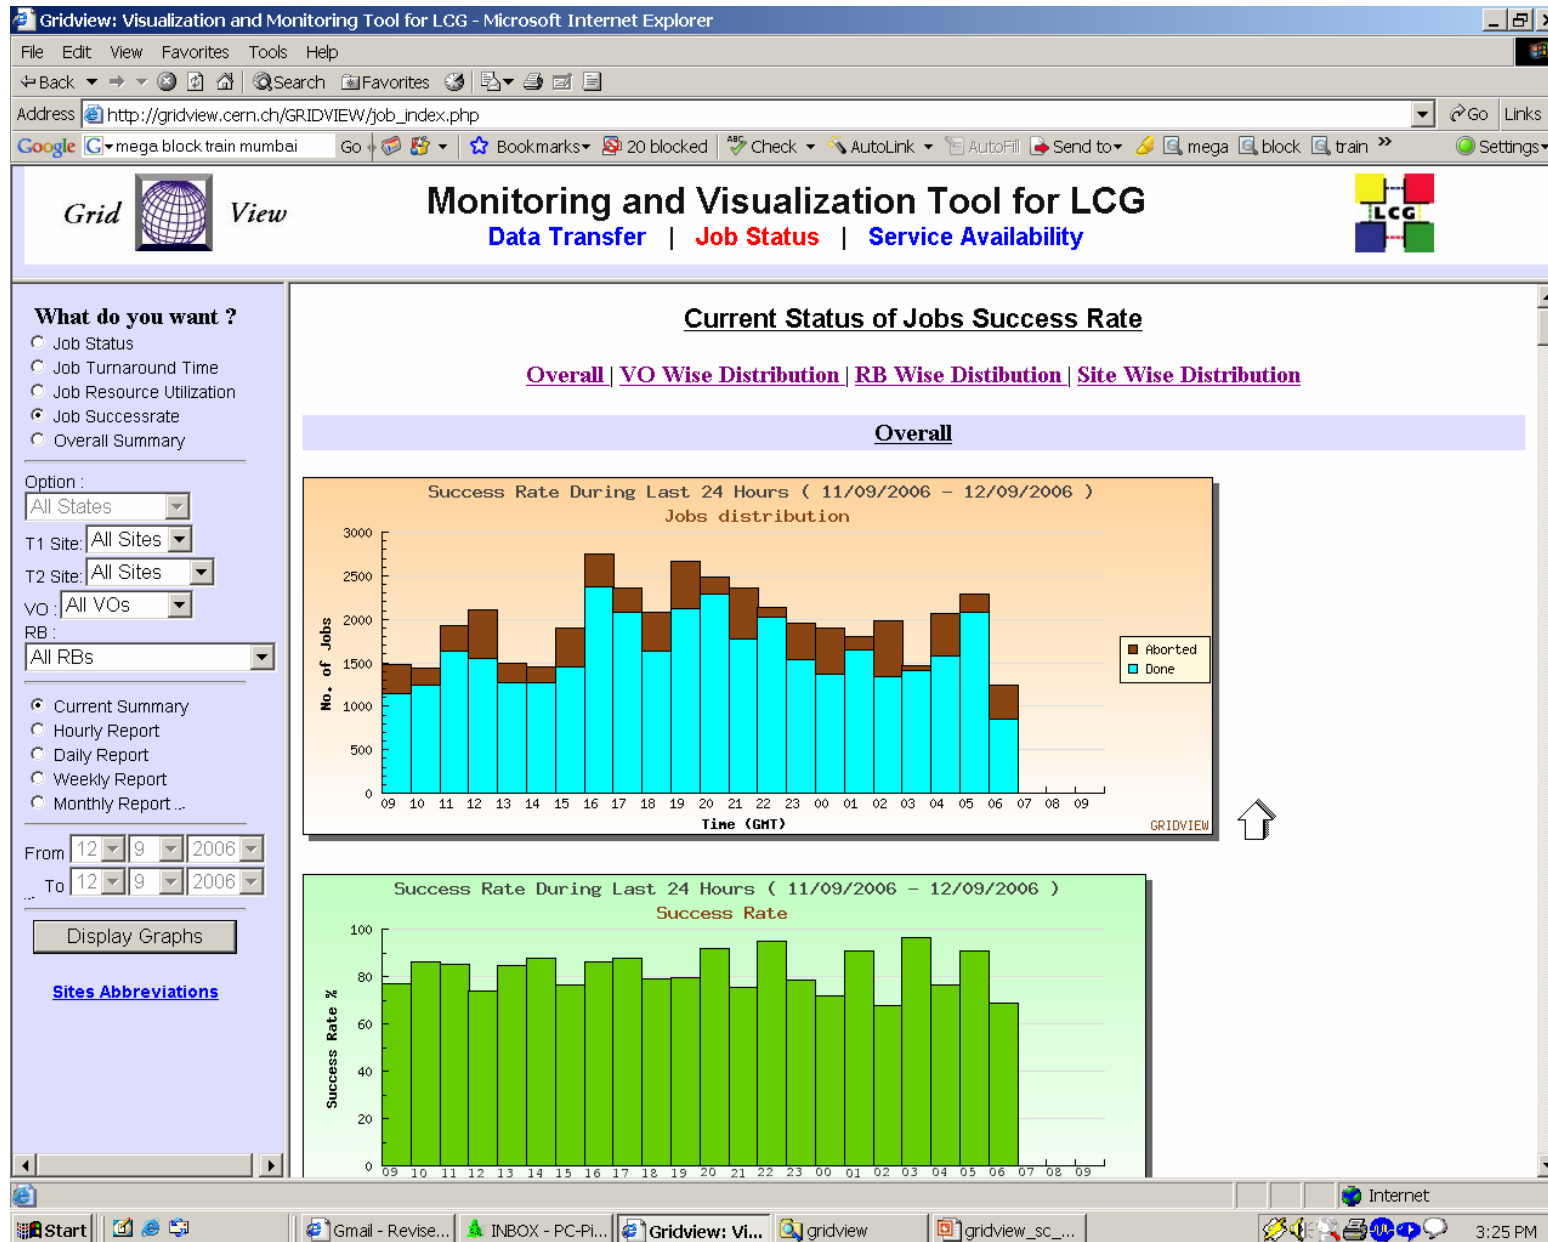 Gridview: Visualization and Monitoring Tool for LCG - Microsoft Internet Explorer
File Edit View Favorites Tools Help
Back Search Favorites
Address http://gridview.cern.ch/GRIDVIEW/job_index.php Go Links
Google G mega block train mumbai Go Bookmarks 20 blocked ABC Check AutoLink AutoFill Send to mega block train » Settings
Grid View
Monitoring and Visualization Tool for LCG
Data Transfer | Job Status | Service Availability
LCG
What do you want ?
Job Status
Job Turnaround Time
Job Resource Utilization
Job Successrate
Overall Summary
Option :
All States
T1 Site: All Sites
T2 Site: All Sites
VO : All VOs
RB :
All RBs
Current Summary
Hourly Report
Daily Report
Weekly Report
Monthly Report ...
From 12 9 2006
To 12 9 2006
Display Graphs
Sites Abbreviations
Current Status of Jobs Success Rate
Overall | VO Wise Distribution | RB Wise Distibution | Site Wise Distribution
Overall
Success Rate During Last 24 Hours ( 11/09/2006 - 12/09/2006 )
Jobs distribution
No. of Jobs
3000
2500
2000
1500
1000
500
0
09 10 11 12 13 14 15 16 17 18 19 20 21 22 23 00 01 02 03 04 05 06 07 08 09
Time (GMT)
Aborted
Done
GRIDVIEW
Success Rate During Last 24 Hours ( 11/09/2006 - 12/09/2006 )
Success Rate
Success Rate %
100
80
60
40
20
0
09 10 11 12 13 14 15 16 17 18 19 20 21 22 23 00 01 02 03 04 05 06 07 08 09
Internet
Start Gmail - Revise... INBOX - PC-Pi... Gridview: Vi... gridview gridview_sc_... 3:25 PM